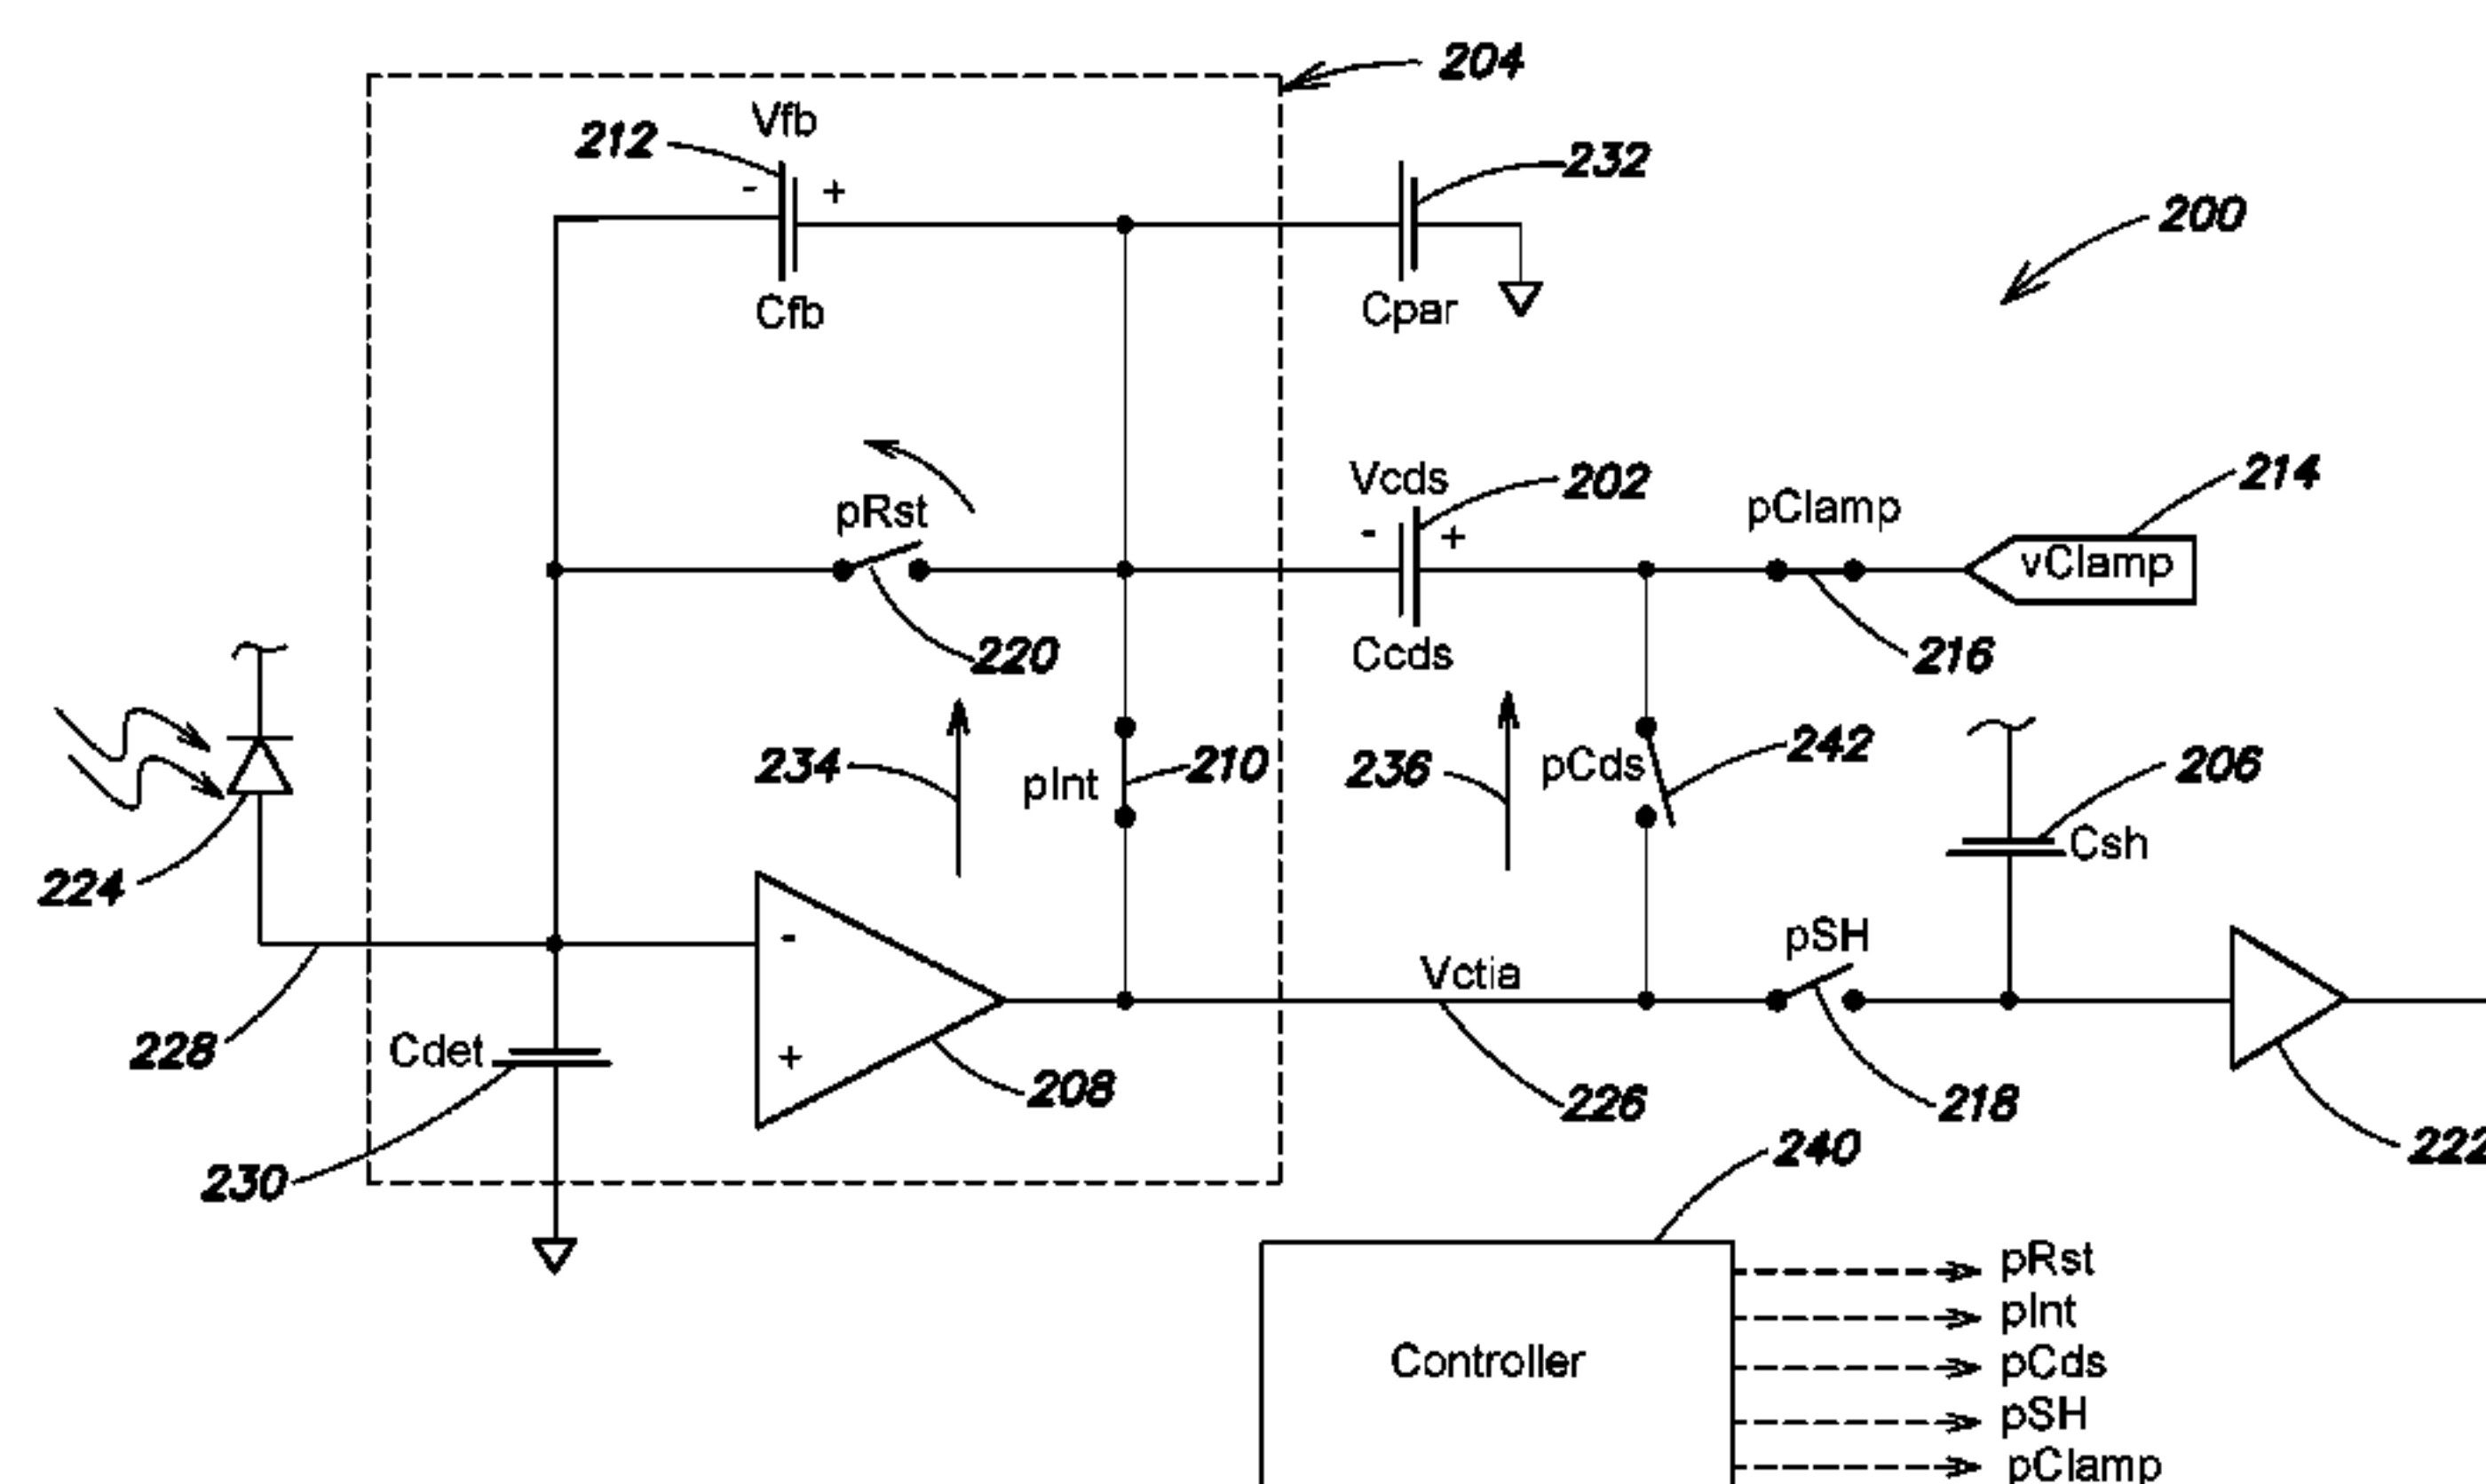 204
Vfb
212
- +
232
200
Cfb
Cpar
Vcds
202
214
pRst
pClamp
- +
vClamp
220
Ccds
216
234
pInt
210
236
pCds
242
206
Csh
224
-
pSH
Vctia
228
Cdet
+
208
226
218
222
230
240
Controller
pRst
pInt
pCds
pSH
pClamp